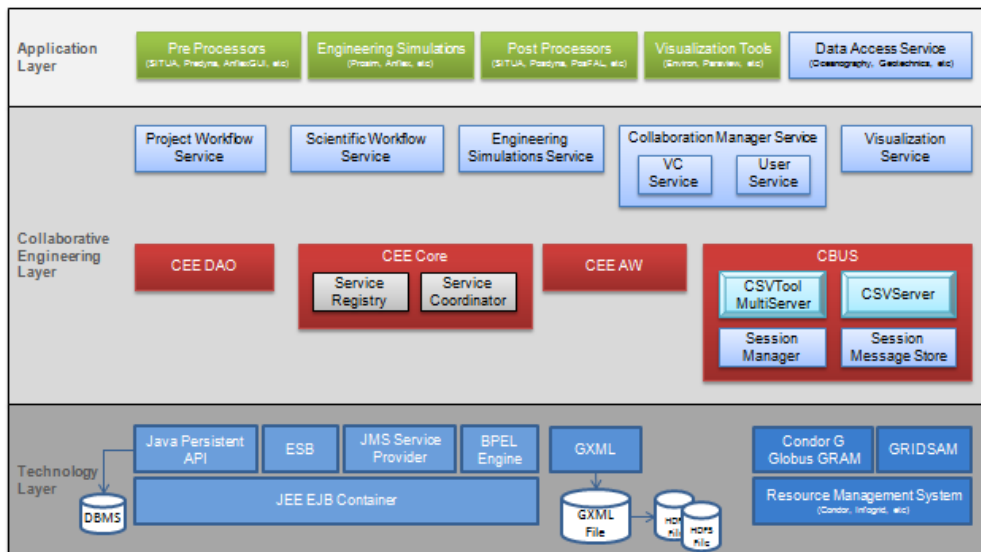 Application
Layer
Pre Processors
(SITUA, Predyna, AnflexGUI, etc)
Engineering Simulations
(Prosim, Anflex, etc)
Post Processors
(SITUA, Posdyna, PosFAL, etc)
Visualization Tools
(Environ, Paraview, etc)
Data Access Service
(Oceanography, Geotechnics, etc)
Project Workflow
Service
Scientific Workflow
Service
Engineering
Simulations Service
Collaboration Manager Service
VC
Service
User
Service
Visualization
Service
Collaborative
Engineering
Layer
CEE DAO
CEE Core
Service
Registry
Service
Coordinator
CEE AW
CBUS
CSVTool
MultiServer
CSVServer
Session
Manager
Session
Message Store
Technology
Layer
Java Persistent
API
ESB
JMS Service
Provider
BPEL
Engine
GXML
Condor G
Globus GRAM
GRIDSAM
JEE EJB Container
Resource Management System
(Condor, Infogrid, etc)
DBMS
GXML
File
File
File